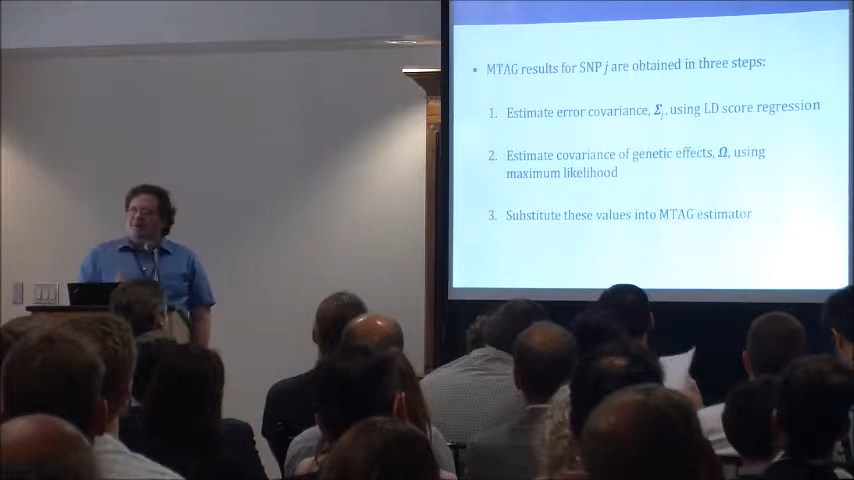 • MTAG results for SNP j are obtained in three steps:
1. Estimate error covariance, Σj, using LD score regression
2. Estimate covariance of genetic effects, Ω, using
maximum likelihood
3. Substitute these values into MTAG estimator